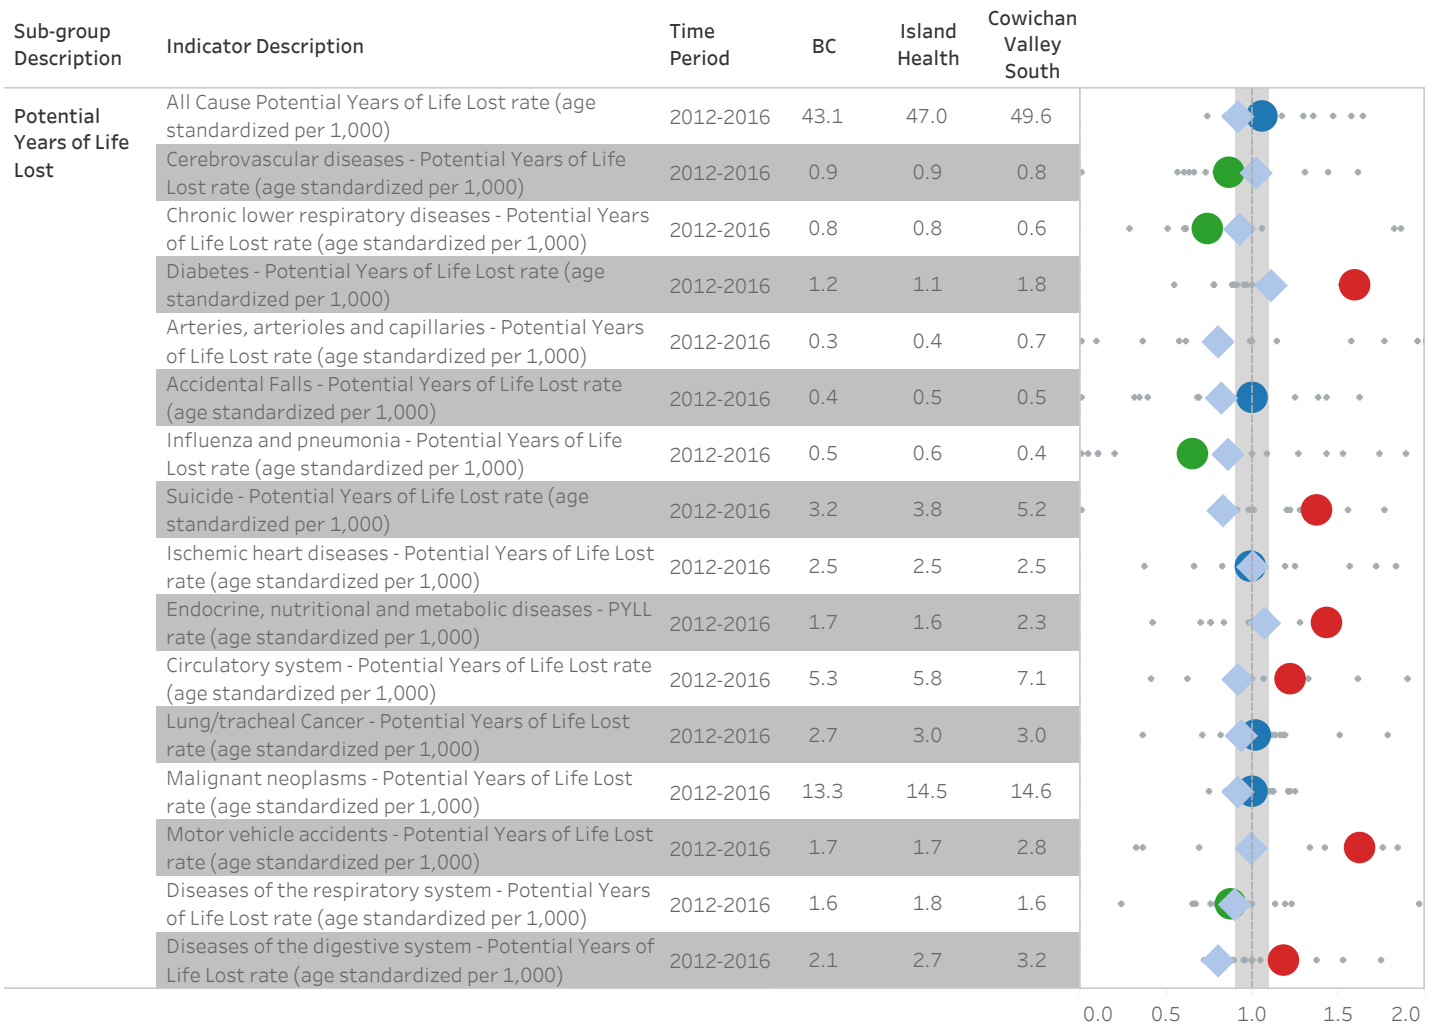 Sub-group
Description
Indicator Description
Time
Period
BC
Island
Health
Cowichan
Valley
South
Potential
Years of Life
Lost
All Cause Potential Years of Life Lost rate (age
standardized per 1,000)
2012-2016 43.1 47.0 49.6
Cerebrovascular diseases - Potential Years of Life
Lost rate (age standardized per 1,000)
2012-2016 0.9 0.9 0.8
Chronic lower respiratory diseases - Potential Years
of Life Lost rate (age standardized per 1,000)
2012-2016 0.8 0.8 0.6
Diabetes - Potential Years of Life Lost rate (age
standardized per 1,000)
2012-2016 1.2 1.1 1.8
Arteries, arterioles and capillaries - Potential Years
of Life Lost rate (age standardized per 1,000)
2012-2016 0.3 0.4 0.7
Accidental Falls - Potential Years of Life Lost rate
(age standardized per 1,000)
2012-2016 0.4 0.5 0.5
Influenza and pneumonia - Potential Years of Life
Lost rate (age standardized per 1,000)
2012-2016 0.5 0.6 0.4
Suicide - Potential Years of Life Lost rate (age
standardized per 1,000)
2012-2016 3.2 3.8 5.2
Ischemic heart diseases - Potential Years of Life Lost
rate (age standardized per 1,000)
2012-2016 2.5 2.5 2.5
Endocrine, nutritional and metabolic diseases - PYLL
rate (age standardized per 1,000)
2012-2016 1.7 1.6 2.3
Circulatory system - Potential Years of Life Lost rate
(age standardized per 1,000)
2012-2016 5.3 5.8 7.1
Lung/tracheal Cancer - Potential Years of Life Lost
rate (age standardized per 1,000)
2012-2016 2.7 3.0 3.0
Malignant neoplasms - Potential Years of Life Lost
rate (age standardized per 1,000)
2012-2016 13.3 14.5 14.6
Motor vehicle accidents - Potential Years of Life Lost
rate (age standardized per 1,000)
2012-2016 1.7 1.7 2.8
Diseases of the respiratory system - Potential Years
of Life Lost rate (age standardized per 1,000)
2012-2016 1.6 1.8 1.6
Diseases of the digestive system - Potential Years of
Life Lost rate (age standardized per 1,000)
2012-2016 2.1 2.7 3.2
0.0 0.5 1.0 1.5 2.0